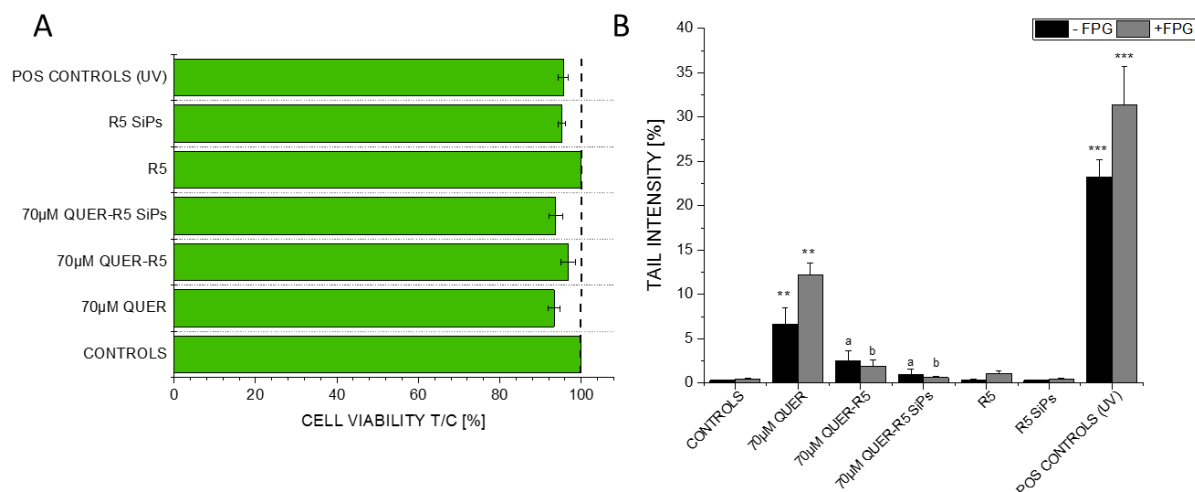 A
POS CONTROLS (UV)
R5 SiPs
R5
70µM QUER-R5 SiPs
70µM QUER-R5
70µM QUER
CONTROLS
0 20 40 60 80 100
CELL VIABILITY T/C [%]
B
- FPG +FPG
40
35
30
25
20
15
10
5
0
TAIL INTENSITY [%]
** ** a b a b *** ***
CONTROLS
70µM QUER
70µM QUER-R5
70µM QUER-R5 SiPs
R5
R5 SiPs
POS CONTROLS (UV)